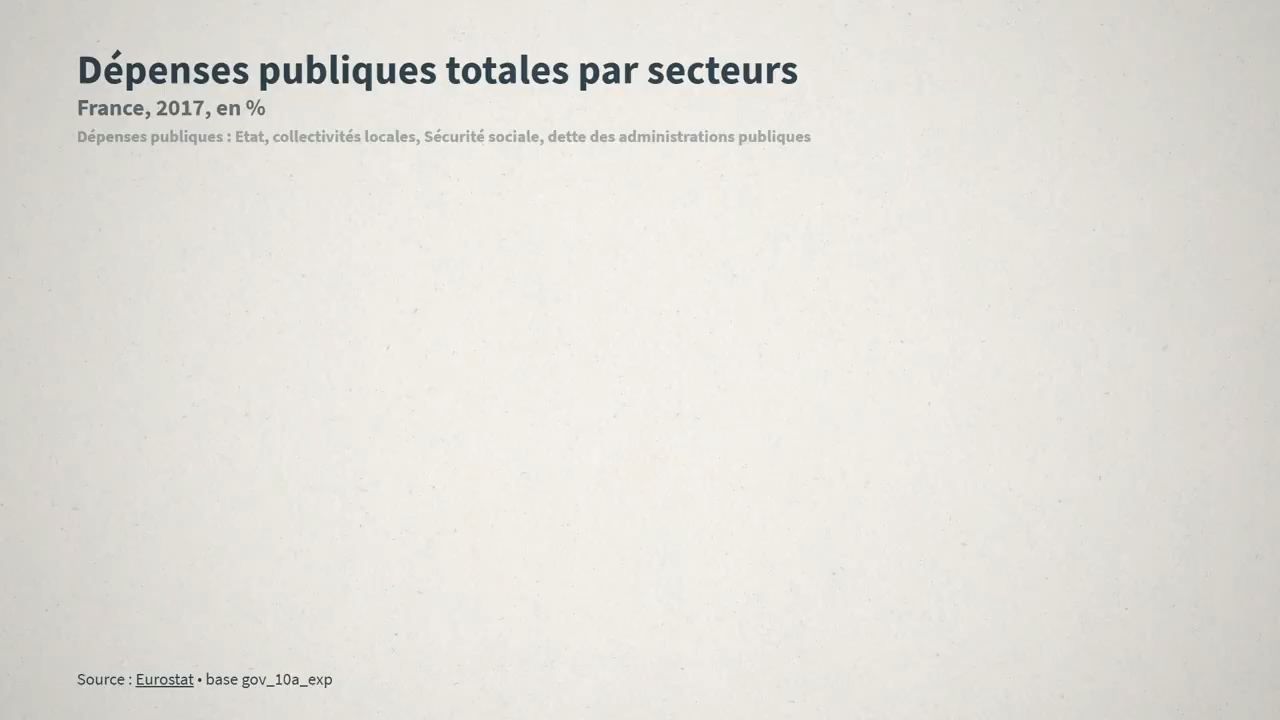 Dépenses publiques totales par secteurs
France, 2017, en %
Dépenses publiques : Etat, collectivités locales, Sécurité sociale, dette des administrations publiques
Source : Eurostat • base gov_10a_exp